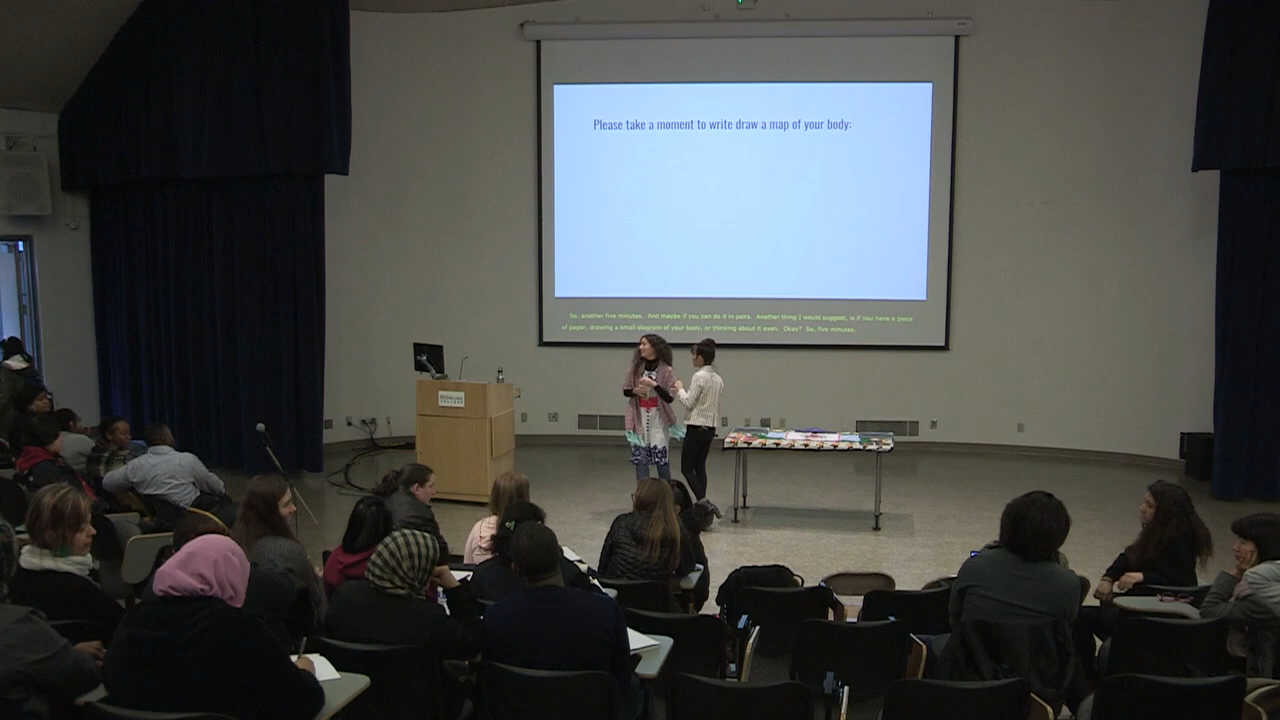 Please take a moment to write draw a map of your body:
So, another five minutes. And maybe if you can do it in pairs. Another thing I would suggest, is if you have a piece
of paper, drawing a small diagram of your body, or thinking about it even. Okay? So, five minutes.
HIGHLINE
COLLEGE